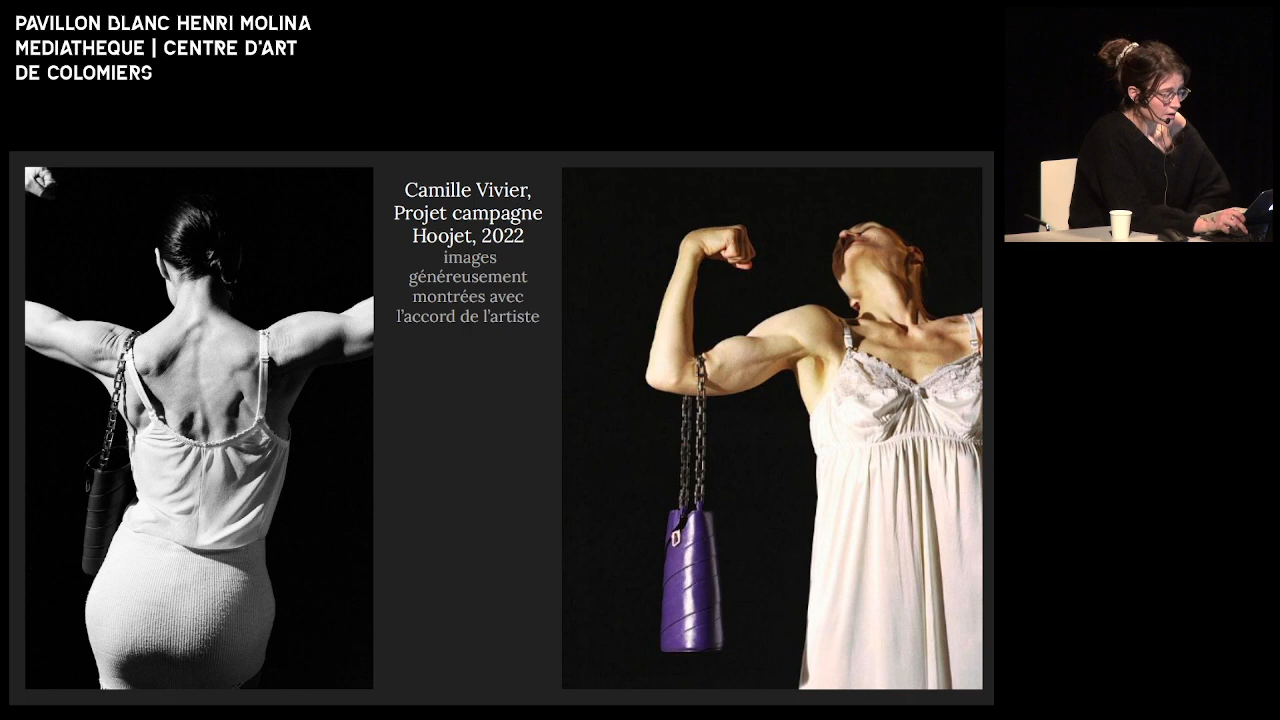 PAVILLON BLANC HENRI MOLINA
MEDIATHEQUE | CENTRE D'ART
DE COLOMIERS
Camille Vivier,
Projet campagne
Hoojet, 2022
images
généreusement
montrées avec
l'accord de l'artiste